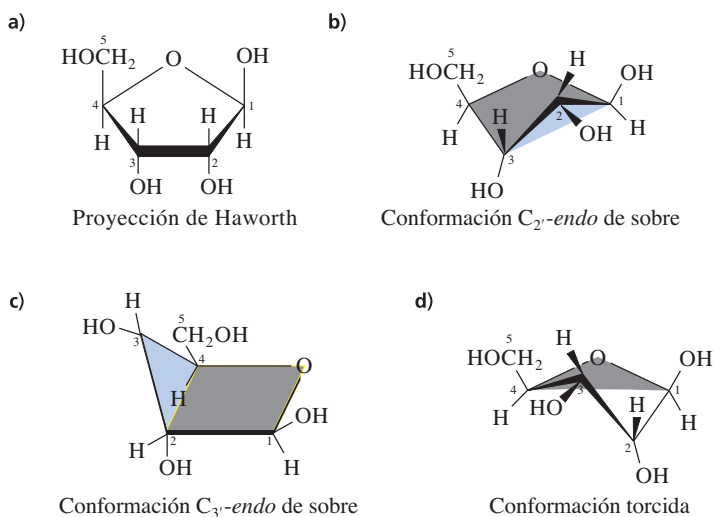 a)
5
HOCH₂ O OH
4 H H 1
H H
3 2
OH OH
Proyección de Haworth
b)
5 H
HOCH₂ O OH
4 H 1
H 2 OH H
3
HO
Conformación C₂′-endo de sobre
c)
H
HO 5
3 CH₂OH
4 O
H
OH
H 2 1
OH H
Conformación C₃′-endo de sobre
d)
5 H
HOCH₂ O OH
4 3 1
H HO H H
2
OH
Conformación torcida